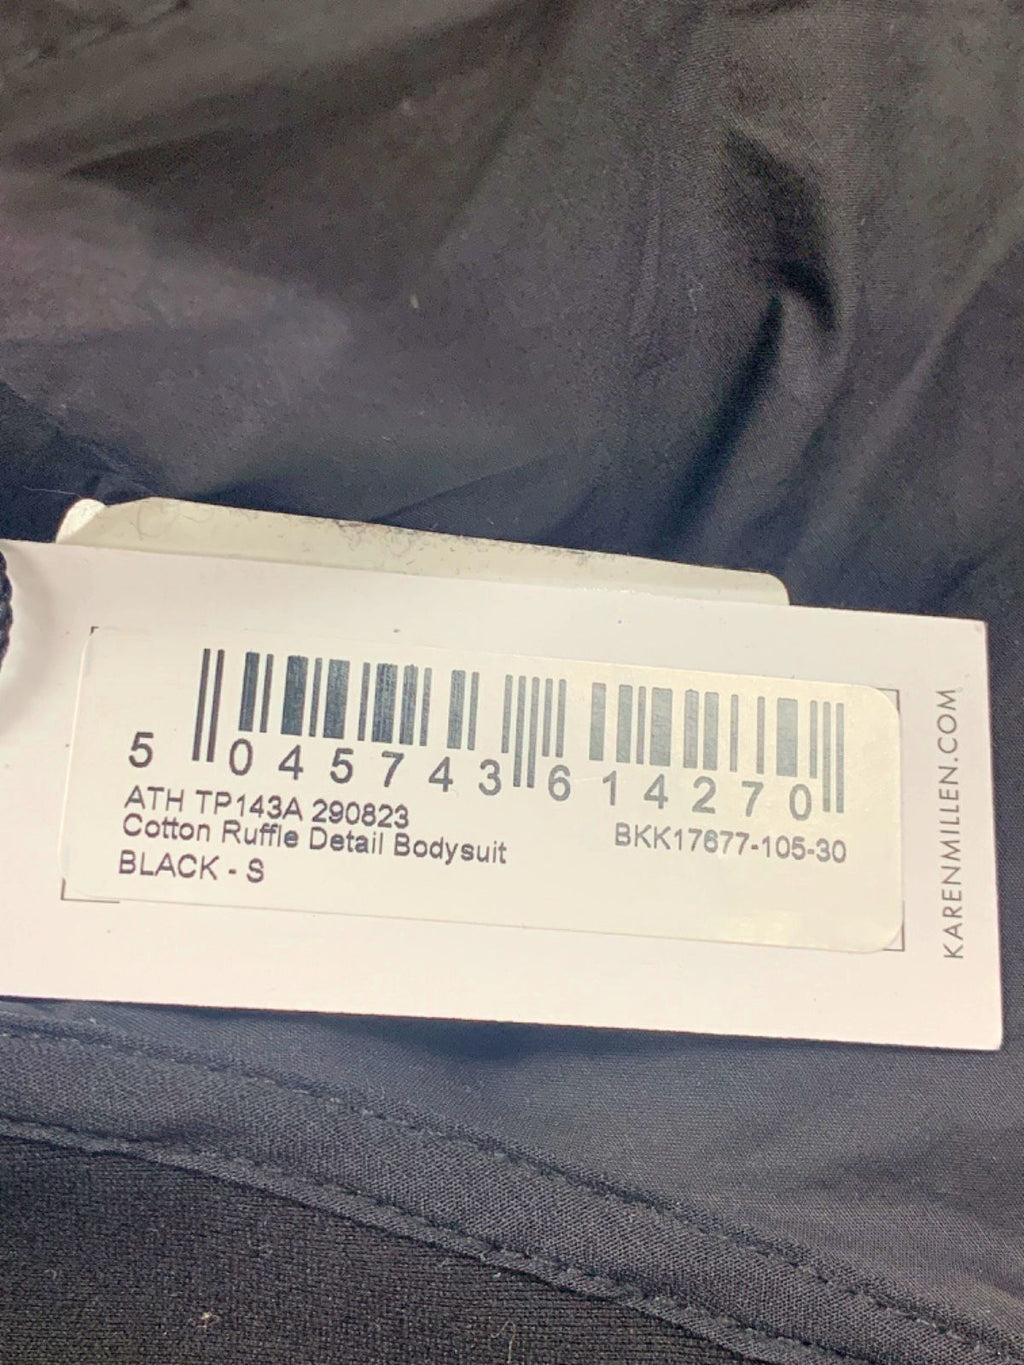 5 045743 614270
ATH TP143A 290823
Cotton Ruffle Detail Bodysuit
BKK17677-105-30
BLACK - S
KARENMILLEN.COM